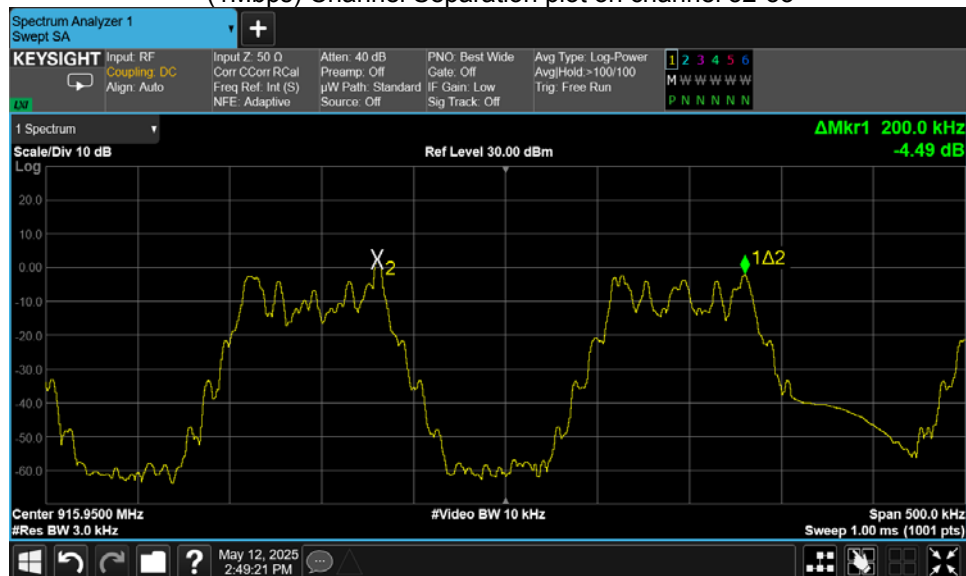 Spectrum Analyzer 1
Swept SA
+
KEYSIGHT
Input: RF
Coupling: DC
Align: Auto
Input Z: 50 Ω
Corr CCorr RCal
Freq Ref: Int (S)
NFE: Adaptive
Atten: 40 dB
Preamp: Off
µW Path: Standard
Source: Off
PNO: Best Wide
Gate: Off
IF Gain: Low
Sig Track: Off
Avg Type: Log-Power
Avg|Hold:>100/100
Trig: Free Run
1 2 3 4 5 6
M W W W W W
P N N N N N
LXI
1 Spectrum
ΔMkr1 200.0 kHz
-4.49 dB
Scale/Div 10 dB
Ref Level 30.00 dBm
Log
20.0
10.0
0.00
-10.0
-20.0
-30.0
-40.0
-50.0
-60.0
X2
1Δ2
Center 915.9500 MHz
#Video BW 10 kHz
Span 500.0 kHz
#Res BW 3.0 kHz
Sweep 1.00 ms (1001 pts)
?
May 12, 2025
2:49:21 PM